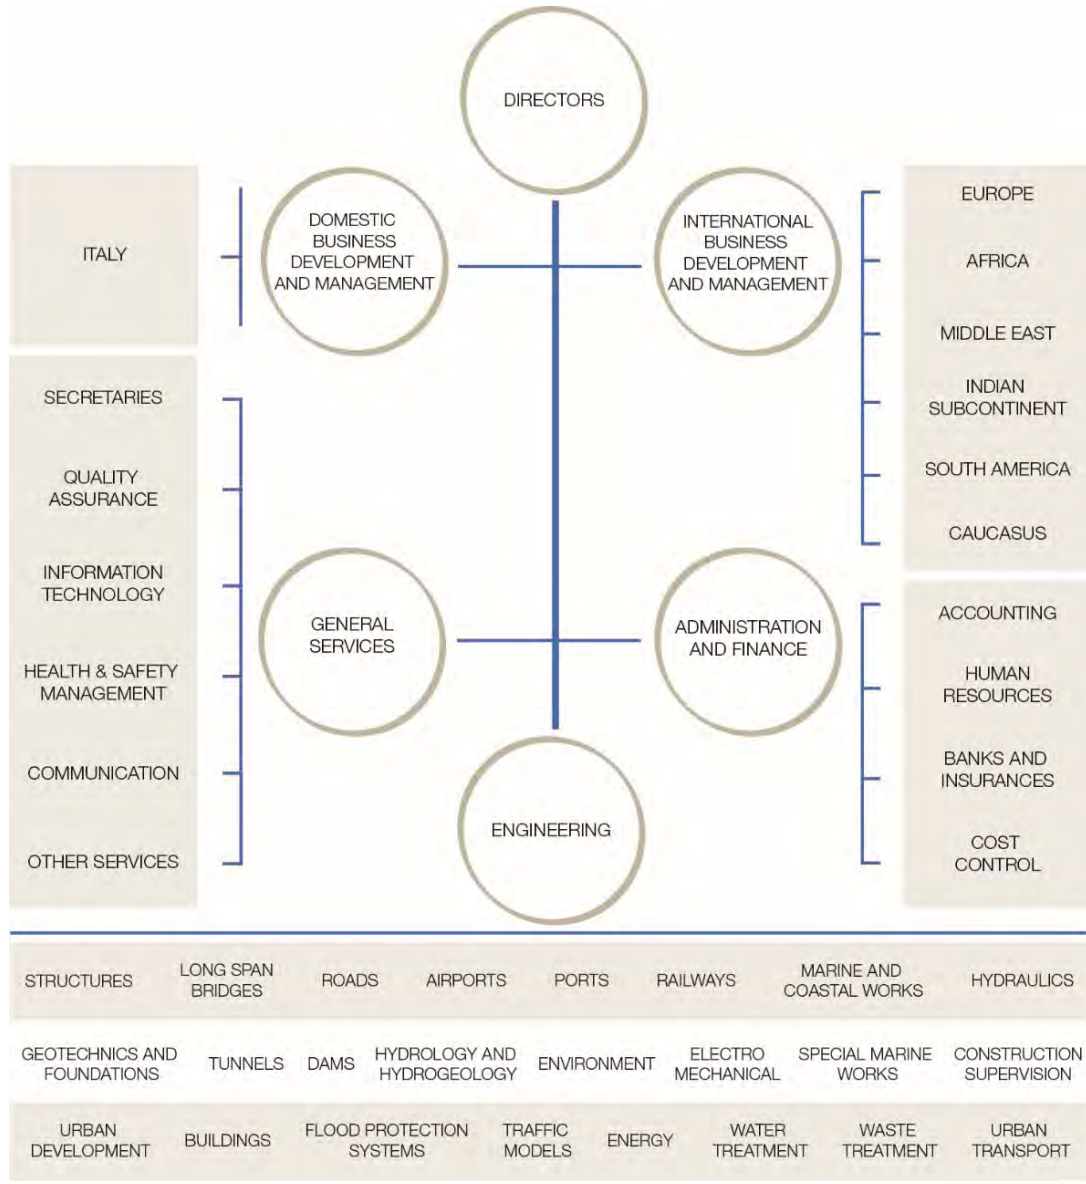 DIRECTORS
DOMESTIC
BUSINESS
DEVELOPMENT
AND MANAGEMENT
INTERNATIONAL
BUSINESS
DEVELOPMENT
AND MANAGEMENT
ITALY
EUROPE
AFRICA
MIDDLE EAST
INDIAN
SUBCONTINENT
SOUTH AMERICA
CAUCASUS
SECRETARIES
QUALITY
ASSURANCE
INFORMATION
TECHNOLOGY
HEALTH & SAFETY
MANAGEMENT
COMMUNICATION
OTHER SERVICES
GENERAL
SERVICES
ADMINISTRATION
AND FINANCE
ACCOUNTING
HUMAN
RESOURCES
BANKS AND
INSURANCES
COST
CONTROL
ENGINEERING
STRUCTURES
LONG SPAN
BRIDGES
ROADS
AIRPORTS
PORTS
RAILWAYS
MARINE AND
COASTAL WORKS
HYDRAULICS
GEOTECHNICS AND
FOUNDATIONS
TUNNELS
DAMS
HYDROLOGY AND
HYDROGEOLOGY
ENVIRONMENT
ELECTRO
MECHANICAL
SPECIAL MARINE
WORKS
CONSTRUCTION
SUPERVISION
URBAN
DEVELOPMENT
BUILDINGS
FLOOD PROTECTION
SYSTEMS
TRAFFIC
MODELS
ENERGY
WATER
TREATMENT
WASTE
TREATMENT
URBAN
TRANSPORT